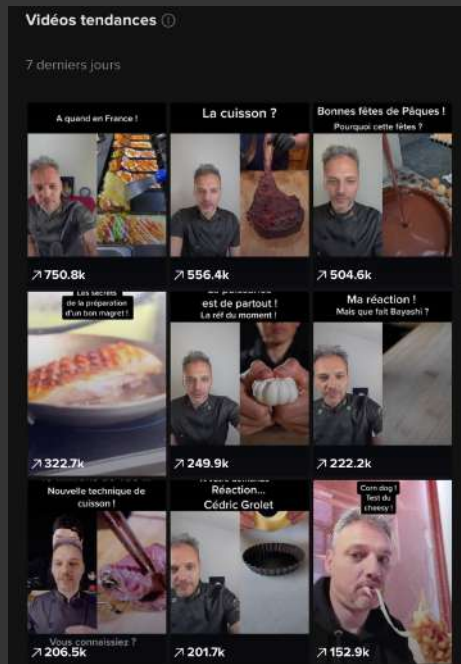 Vidéos tendances
7 derniers jours
A quand en France !
750.8k
La cuisson ?
556.4k
Bonnes fêtes de Pâques !
Pourquoi cette fêtes ?
504.6k
Les secrets
de la préparation
d'un bon magret !
322.7k
est de partout !
La réf du moment !
249.9k
Ma réaction !
Mais que fait Bayashi ?
222.2k
Nouvelle technique de
cuisson !
Vous connaissiez ?
206.5k
Réaction...
Cédric Grolet
201.7k
Corn dog !
Test du
cheesy !
152.9k